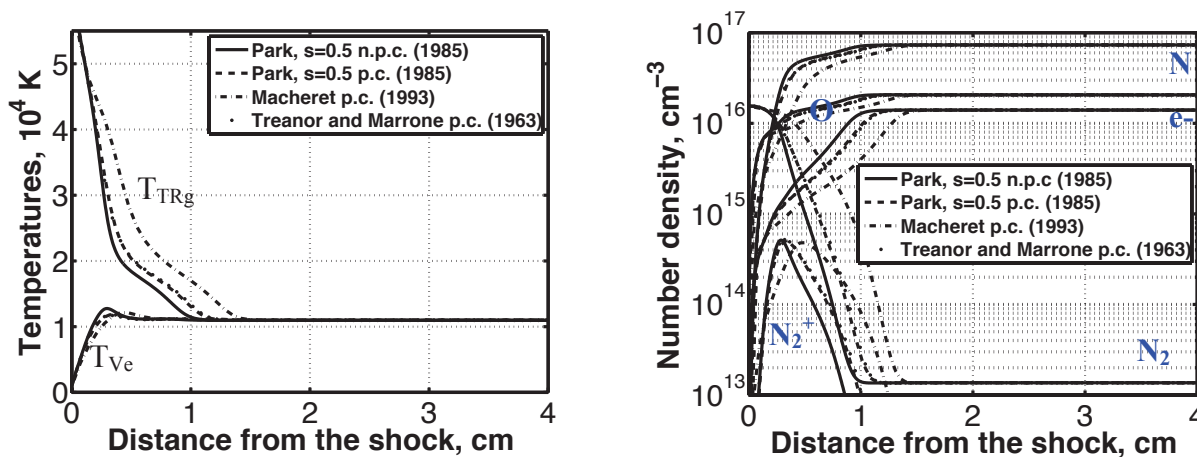 Temperatures, 10⁴ K
5
4
3
2
1
0
Park, s=0.5 n.p.c. (1985)
Park, s=0.5 p.c. (1985)
Macheret p.c. (1993)
Treanor and Marrone p.c. (1963)
T_TRg
T_Ve
0 1 2 3 4
Distance from the shock, cm
Number density, cm⁻³
10¹⁷
10¹⁶
10¹⁵
10¹⁴
10¹³
N
O
e-
Park, s=0.5 n.p.c (1985)
Park, s=0.5 p.c. (1985)
Macheret p.c. (1993)
Treanor and Marrone p.c. (1963)
N₂⁺
N₂
0 1 2 3 4
Distance from the shock, cm